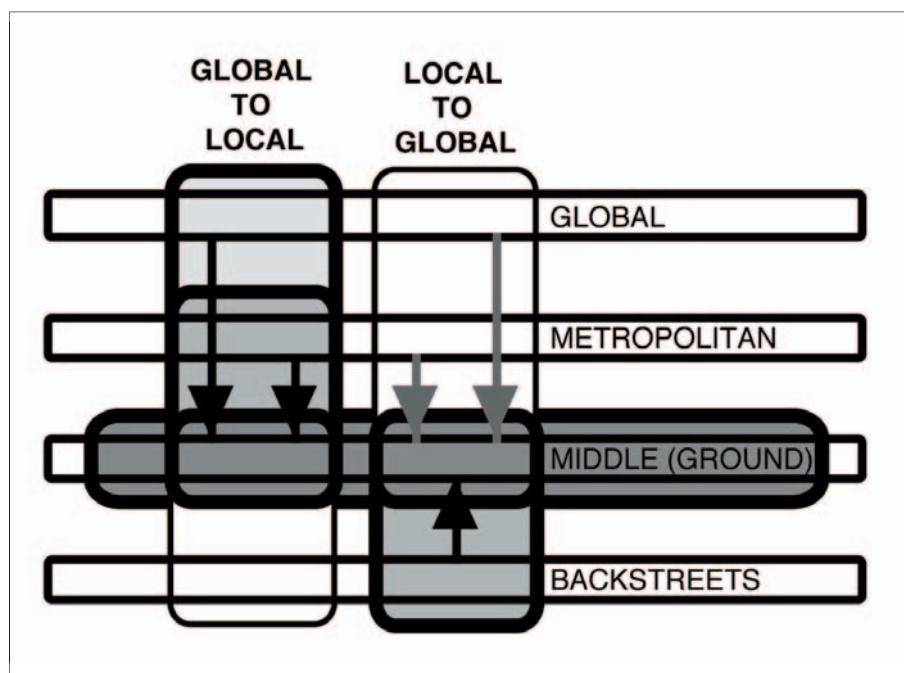 GLOBAL
TO
LOCAL
LOCAL
TO
GLOBAL
GLOBAL
METROPOLITAN
MIDDLE (GROUND)
BACKSTREETS